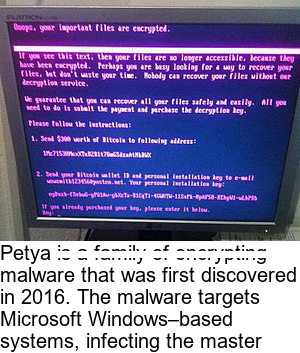 FLATRON
Ooops, your important files are encrypted.
If you see this text, then your files are no longer accessible, because they
have been encrypted. Perhaps you are busy looking for a way to recover your
files, but don't waste your time. Nobody can recover your files without our
decryption service.
We guarantee that you can recover all your files safely and easily. All you
need to do is submit the payment and purchase the decryption key.
Please follow the instructions:
1. Send $300 worth of Bitcoin to following address:
2. Send your Bitcoin wallet ID and personal installation key to e-mail
wowsmith123456@posteo.net. Your personal installation key:
If you already purchased your key, please enter it below.
Key:
LG
Petya is a family of encrypting
malware that was first discovered
in 2016. The malware targets
Microsoft Windows–based
systems, infecting the master